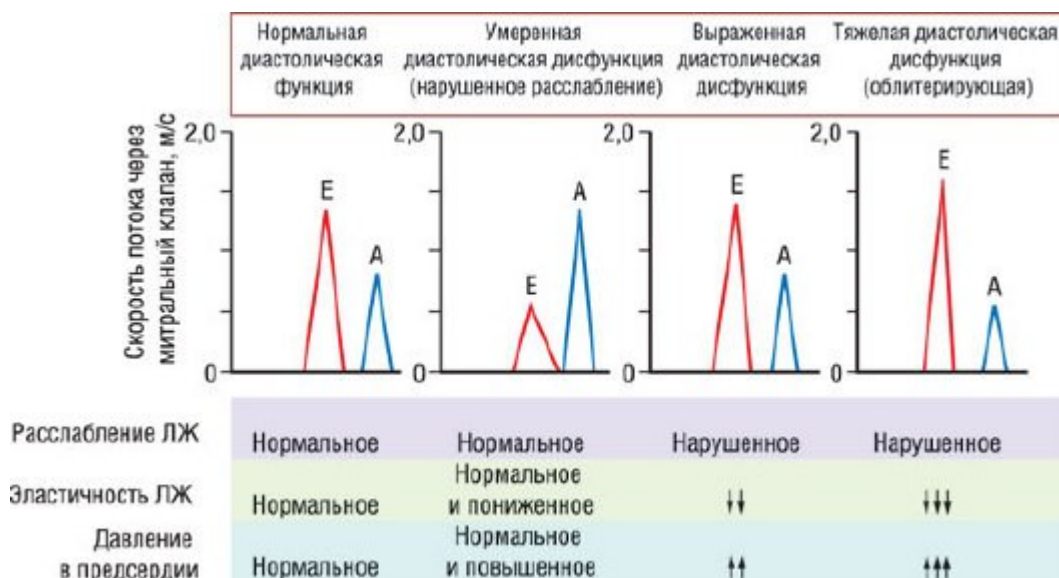 Нормальная
диастолическая
функция
Умеренная
диастолическая дисфункция
(нарушенное расслабление)
Выраженная
диастолическая
дисфункция
Тяжелая диастолическая
дисфункция
(облитерирующая)
Скорость потока через
митральный клапан, м/с
2,0
0
E
A
2,0
0
E
A
2,0
0
E
A
2,0
0
E
A
Расслабление ЛЖ Нормальное Нормальное Нарушенное Нарушенное
Эластичность ЛЖ Нормальное Нормальное
и пониженное ↓↓ ↓↓↓
Давление
в предсердии Нормальное Нормальное
и повышенное ↑↑ ↑↑↑